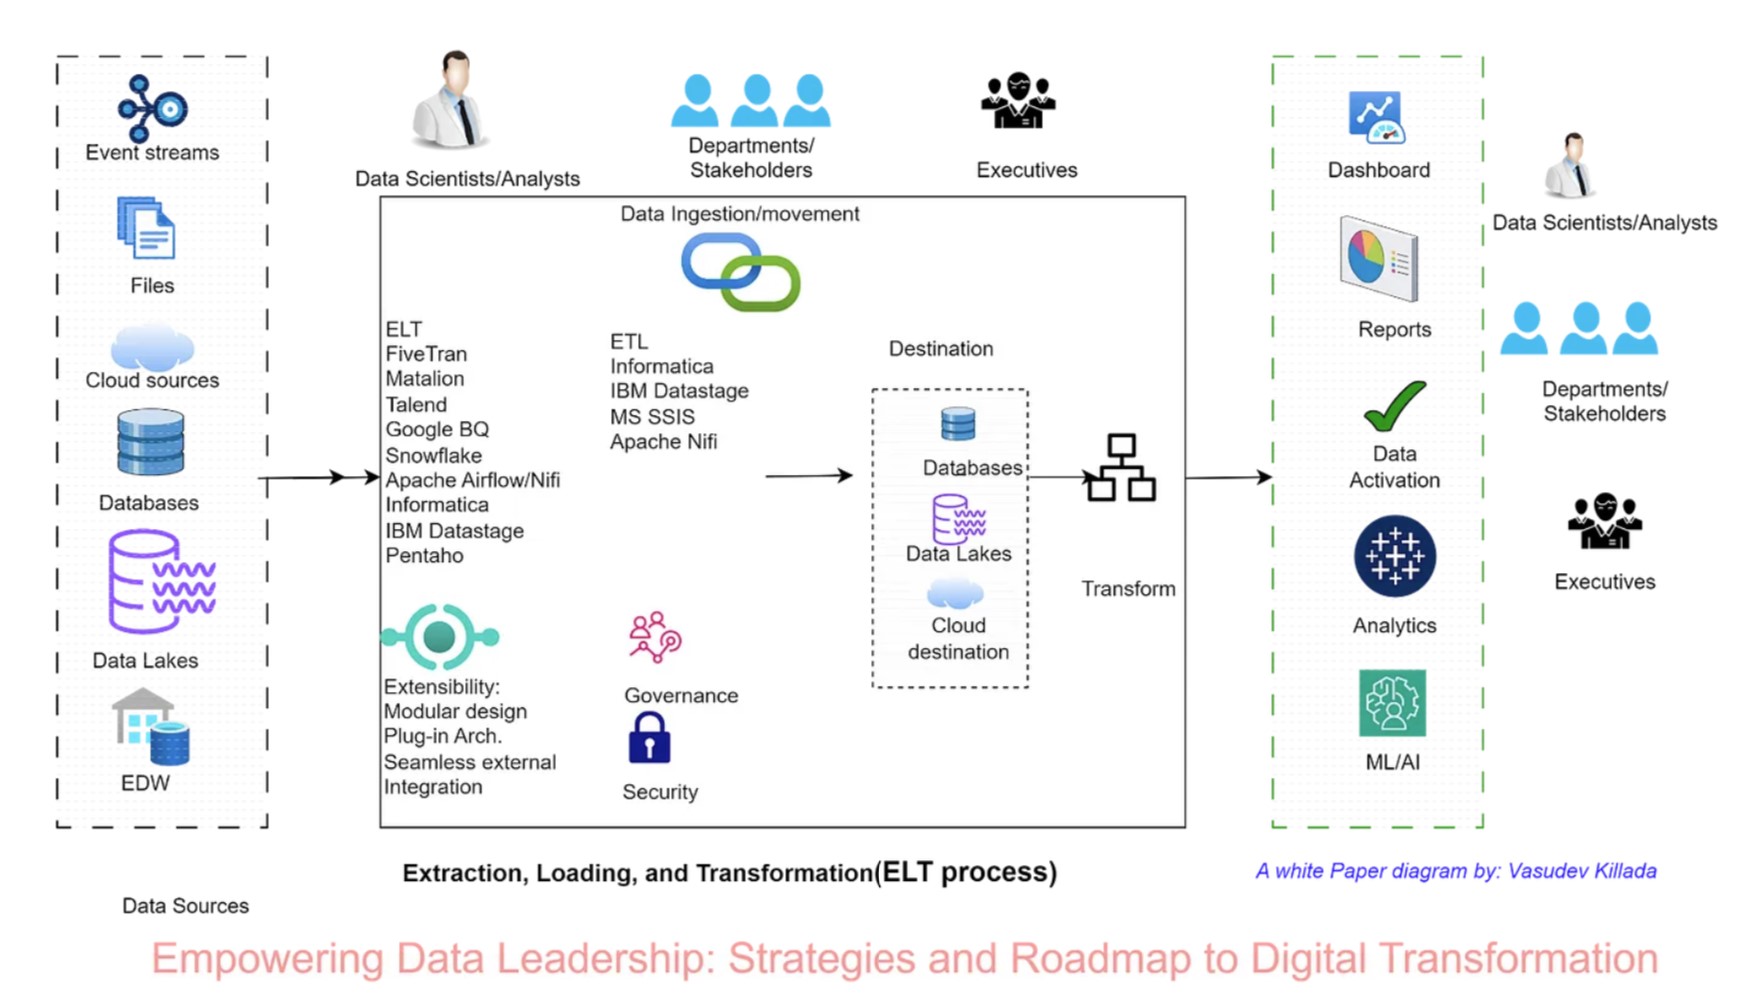 Event streams
Files
Cloud sources
Databases
Data Lakes
EDW
Data Sources
Data Scientists/Analysts
Departments/
Stakeholders
Executives
Data Ingestion/movement
ELT
FiveTran
Matalion
Talend
Google BQ
Snowflake
Apache Airflow/Nifi
Informatica
IBM Datastage
Pentaho
ETL
Informatica
IBM Datastage
MS SSIS
Apache Nifi
Extensibility:
Modular design
Plug-in Arch.
Seamless external
Integration
Governance
Security
Destination
Databases
Data Lakes
Cloud
destination
Transform
Extraction, Loading, and Transformation(ELT process)
Dashboard
Reports
Data
Activation
Analytics
ML/AI
Data Scientists/Analysts
Departments/
Stakeholders
Executives
A white Paper diagram by: Vasudev Killada
Empowering Data Leadership: Strategies and Roadmap to Digital Transformation